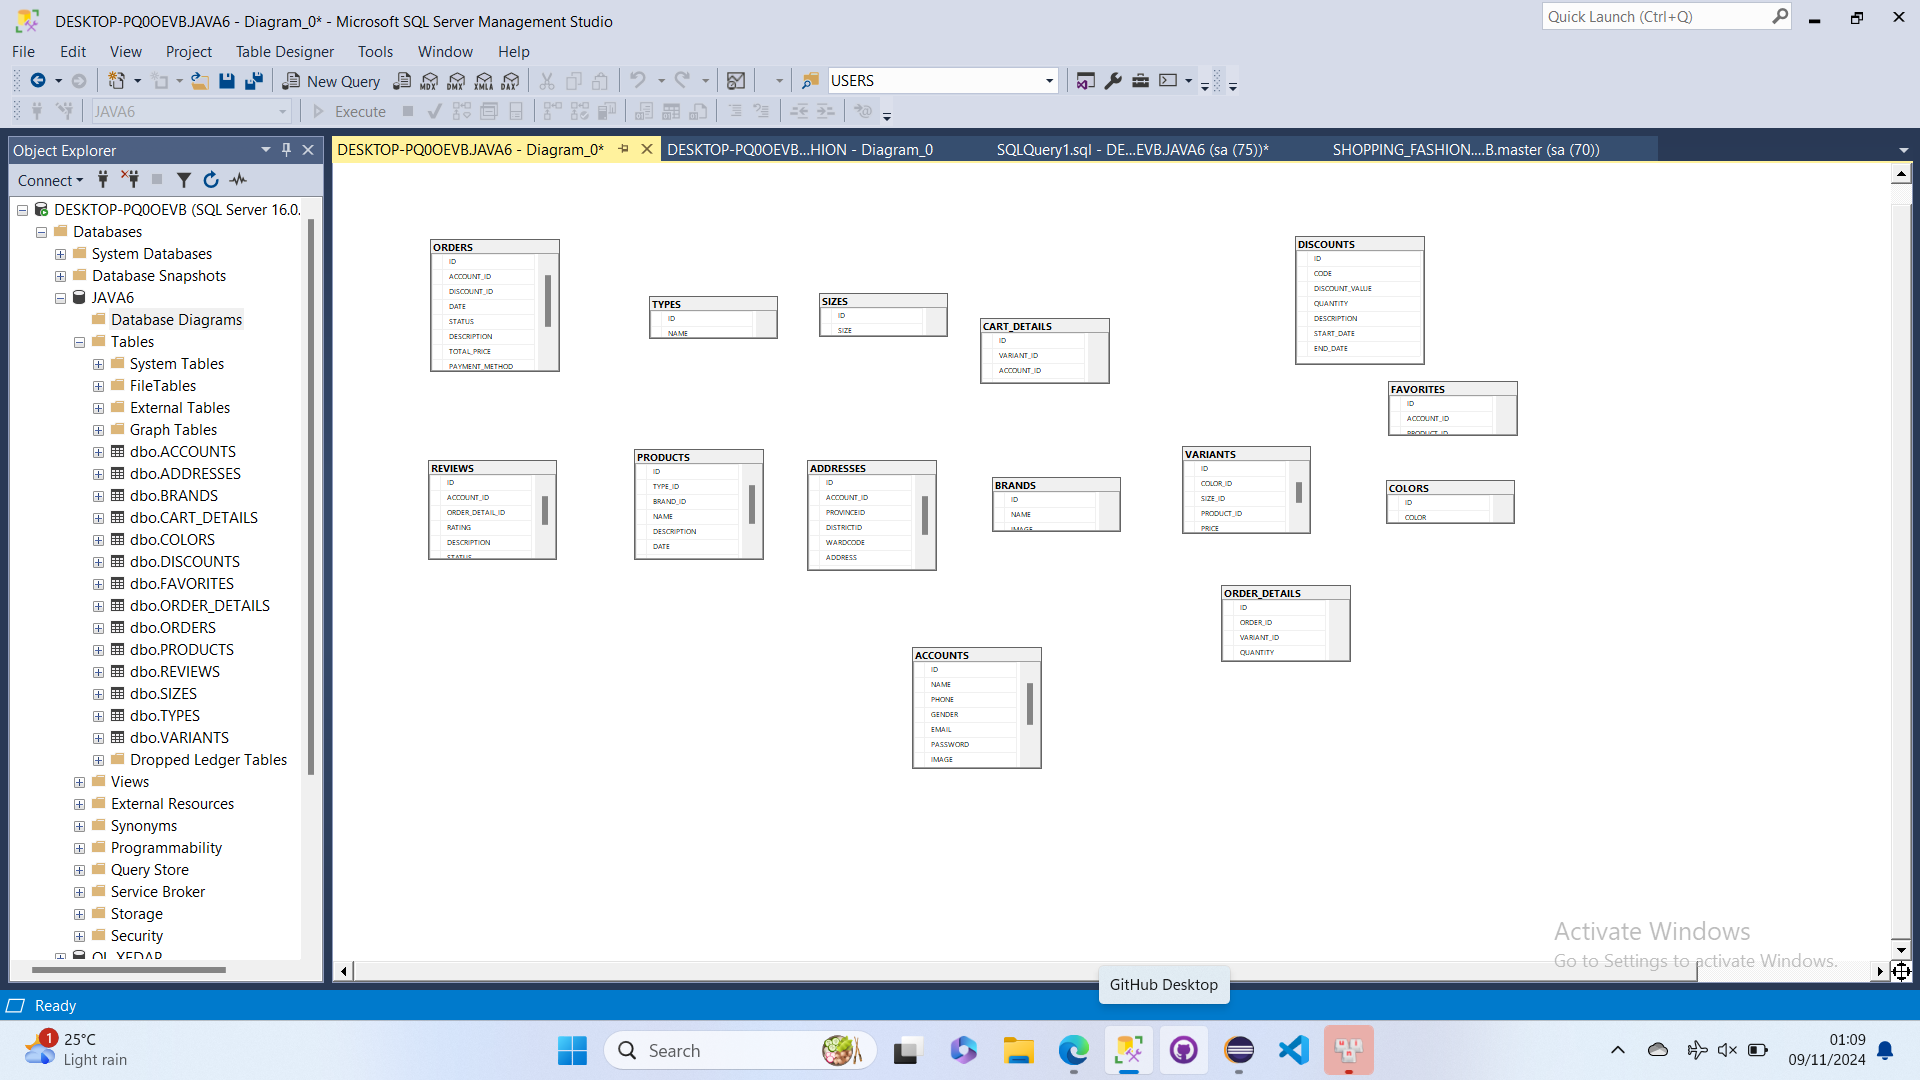 DESKTOP-PQ0OEVB.JAVA6 - Diagram_0* - Microsoft SQL Server Management Studio
Quick Launch (Ctrl+Q)
File Edit View Project Table Designer Tools Window Help
New Query
MDX DMX XMLA DAX
USERS
JAVA6
Execute
Object Explorer
Connect
DESKTOP-PQ0OEVB (SQL Server 16.0.
Databases
System Databases
Database Snapshots
JAVA6
Database Diagrams
Tables
System Tables
FileTables
External Tables
Graph Tables
dbo.ACCOUNTS
dbo.ADDRESSES
dbo.BRANDS
dbo.CART_DETAILS
dbo.COLORS
dbo.DISCOUNTS
dbo.FAVORITES
dbo.ORDER_DETAILS
dbo.ORDERS
dbo.PRODUCTS
dbo.REVIEWS
dbo.SIZES
dbo.TYPES
dbo.VARIANTS
Dropped Ledger Tables
Views
External Resources
Synonyms
Programmability
Query Store
Service Broker
Storage
Security
QL_XEDAP
DESKTOP-PQ0OEVB.JAVA6 - Diagram_0*
DESKTOP-PQ0OEVB...HION - Diagram_0
SQLQuery1.sql - DE...EVB.JAVA6 (sa (75))*
SHOPPING_FASHION....B.master (sa (70))
ORDERS
ID
ACCOUNT_ID
DISCOUNT_ID
DATE
STATUS
DESCRIPTION
TOTAL_PRICE
PAYMENT_METHOD
TYPES
ID
NAME
SIZES
ID
SIZE
CART_DETAILS
ID
VARIANT_ID
ACCOUNT_ID
DISCOUNTS
ID
CODE
DISCOUNT_VALUE
QUANTITY
DESCRIPTION
START_DATE
END_DATE
FAVORITES
ID
ACCOUNT_ID
PRODUCT_ID
REVIEWS
ID
ACCOUNT_ID
ORDER_DETAIL_ID
RATING
DESCRIPTION
STATUS
PRODUCTS
ID
TYPE_ID
BRAND_ID
NAME
DESCRIPTION
DATE
ADDRESSES
ID
ACCOUNT_ID
PROVINCEID
DISTRICTID
WARDCODE
ADDRESS
BRANDS
ID
NAME
IMAGE
VARIANTS
ID
COLOR_ID
SIZE_ID
PRODUCT_ID
PRICE
COLORS
ID
COLOR
ORDER_DETAILS
ID
ORDER_ID
VARIANT_ID
QUANTITY
ACCOUNTS
ID
NAME
PHONE
GENDER
EMAIL
PASSWORD
IMAGE
Activate Windows
Go to Settings to activate Windows.
GitHub Desktop
Ready
1
25°C
Light rain
Search
01:09
09/11/2024